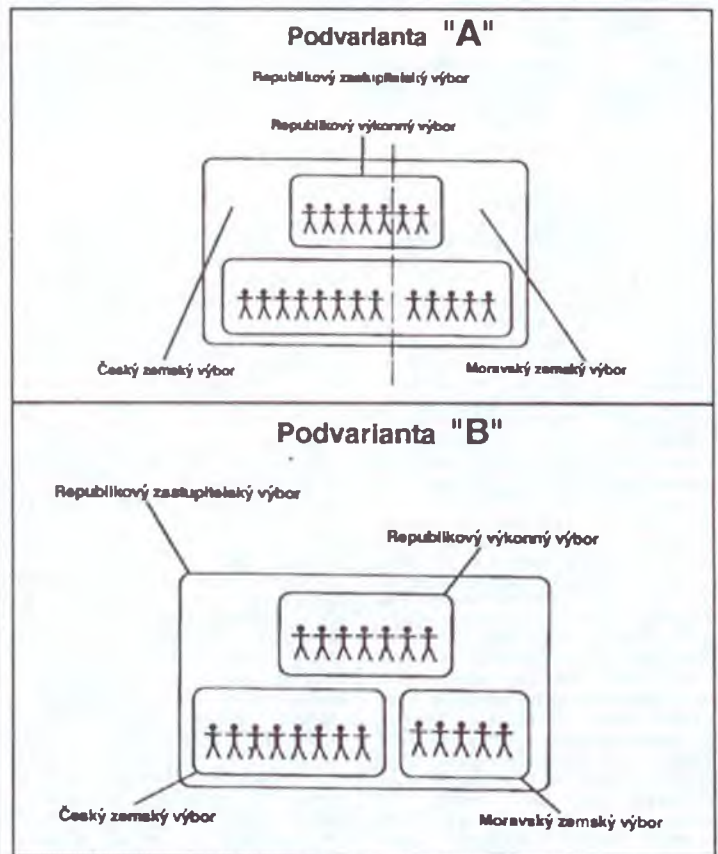 Podvarianta "A"
Republikový zastupitelský výbor
Republikový výkonný výbor
Český zemský výbor
Moravský zemský výbor
Podvarianta "B"
Republikový zastupitelský výbor
Republikový výkonný výbor
Český zemský výbor
Moravský zemský výbor